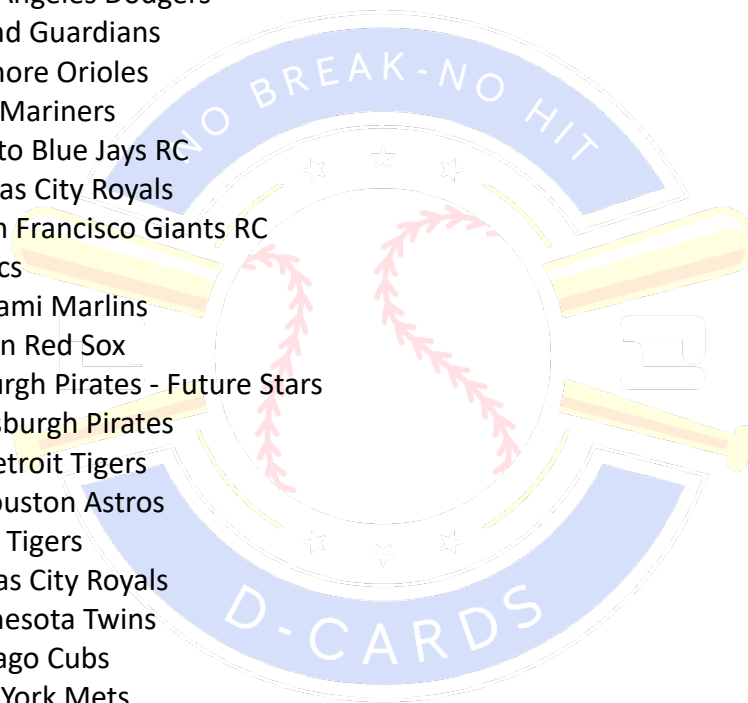 Angeles Dodgers
nd Guardians
more Orioles
Mariners
to Blue Jays RC
as City Royals
n Francisco Giants RC
cs
ami Marlins
n Red Sox
urgh Pirates - Future Stars
sburgh Pirates
etroit Tigers
ouston Astros
Tigers
as City Royals
nesota Twins
ago Cubs
York Mets
NO BREAK-NO HIT
D-CARDS